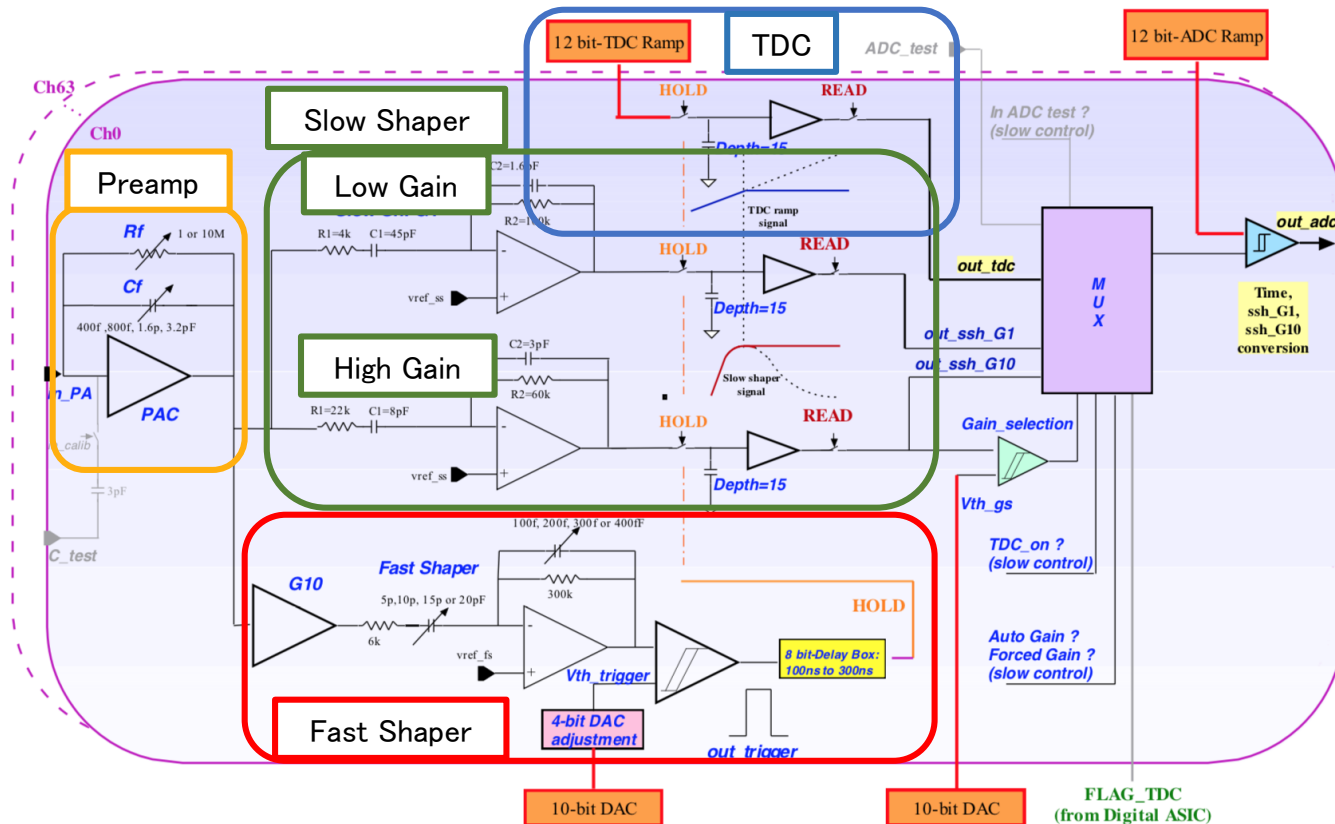 12 bit-TDC Ramp
TDC
ADC_test
12 bit-ADC Ramp
Ch63
Ch0
HOLD
READ
Slow Shaper
In ADC test ?
(slow control)
Depth=15
Preamp
Low Gain
C2=1.6pF
Rf
1 or 10M
R1=4k
C1=45pF
TDC ramp
signal
Cf
400f ,800f, 1.6p, 3.2pF
vref_ss
HOLD
READ
Depth=15
out_tdc
M
U
X
out_adc
Time,
ssh_G1,
ssh_G10
conversion
out_ssh_G1
out_ssh_G10
High Gain
C2=3pF
R2=60k
Slow shaper
signal
PAC
R1=22k
C1=8pF
HOLD
READ
Gain_selection
vref_ss
Depth=15
3pF
Vth_gs
C_test
100f, 200f, 300f or 400fF
TDC_on ?
(slow control)
G10
Fast Shaper
5p,10p, 15p or 20pF
300k
6k
HOLD
vref_fs
Vth_trigger
8 bit-Delay Box:
100ns to 300ns
Auto Gain ?
Forced Gain ?
(slow control)
Fast Shaper
4-bit DAC
adjustment
out_trigger
10-bit DAC
10-bit DAC
FLAG_TDC
(from Digital ASIC)